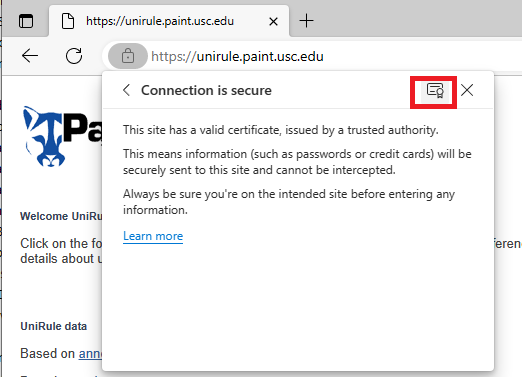 https://unirule.paint.usc.edu
https://unirule.paint.usc.edu
Connection is secure
This site has a valid certificate, issued by a trusted authority.
This means information (such as passwords or credit cards) will be
securely sent to this site and cannot be intercepted.
Always be sure you're on the intended site before entering any
information.
Learn more
Pa
Welcome UniRu
Click on the fo
details about u
UniRule data
Based on anno